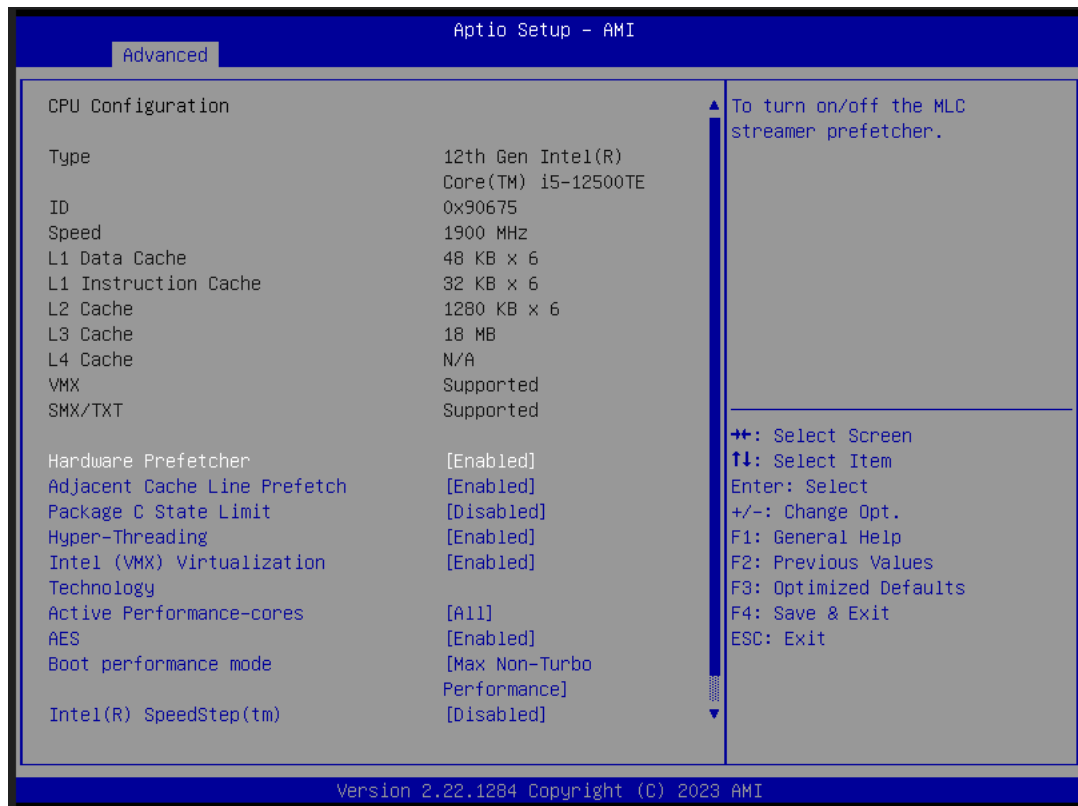 Aptio Setup – AMI
Advanced
CPU Configuration
Type 12th Gen Intel(R)
Core(TM) i5-12500TE
ID 0x90675
Speed 1900 MHz
L1 Data Cache 48 KB x 6
L1 Instruction Cache 32 KB x 6
L2 Cache 1280 KB x 6
L3 Cache 18 MB
L4 Cache N/A
VMX Supported
SMX/TXT Supported
Hardware Prefetcher [Enabled]
Adjacent Cache Line Prefetch [Enabled]
Package C State Limit [Disabled]
Hyper-Threading [Enabled]
Intel (VMX) Virtualization [Enabled]
Technology
Active Performance-cores [All]
AES [Enabled]
Boot performance mode [Max Non-Turbo
Performance]
Intel(R) SpeedStep(tm) [Disabled]
To turn on/off the MLC
streamer prefetcher.
→←: Select Screen
↑↓: Select Item
Enter: Select
+/-: Change Opt.
F1: General Help
F2: Previous Values
F3: Optimized Defaults
F4: Save & Exit
ESC: Exit
Version 2.22.1284 Copyright (C) 2023 AMI